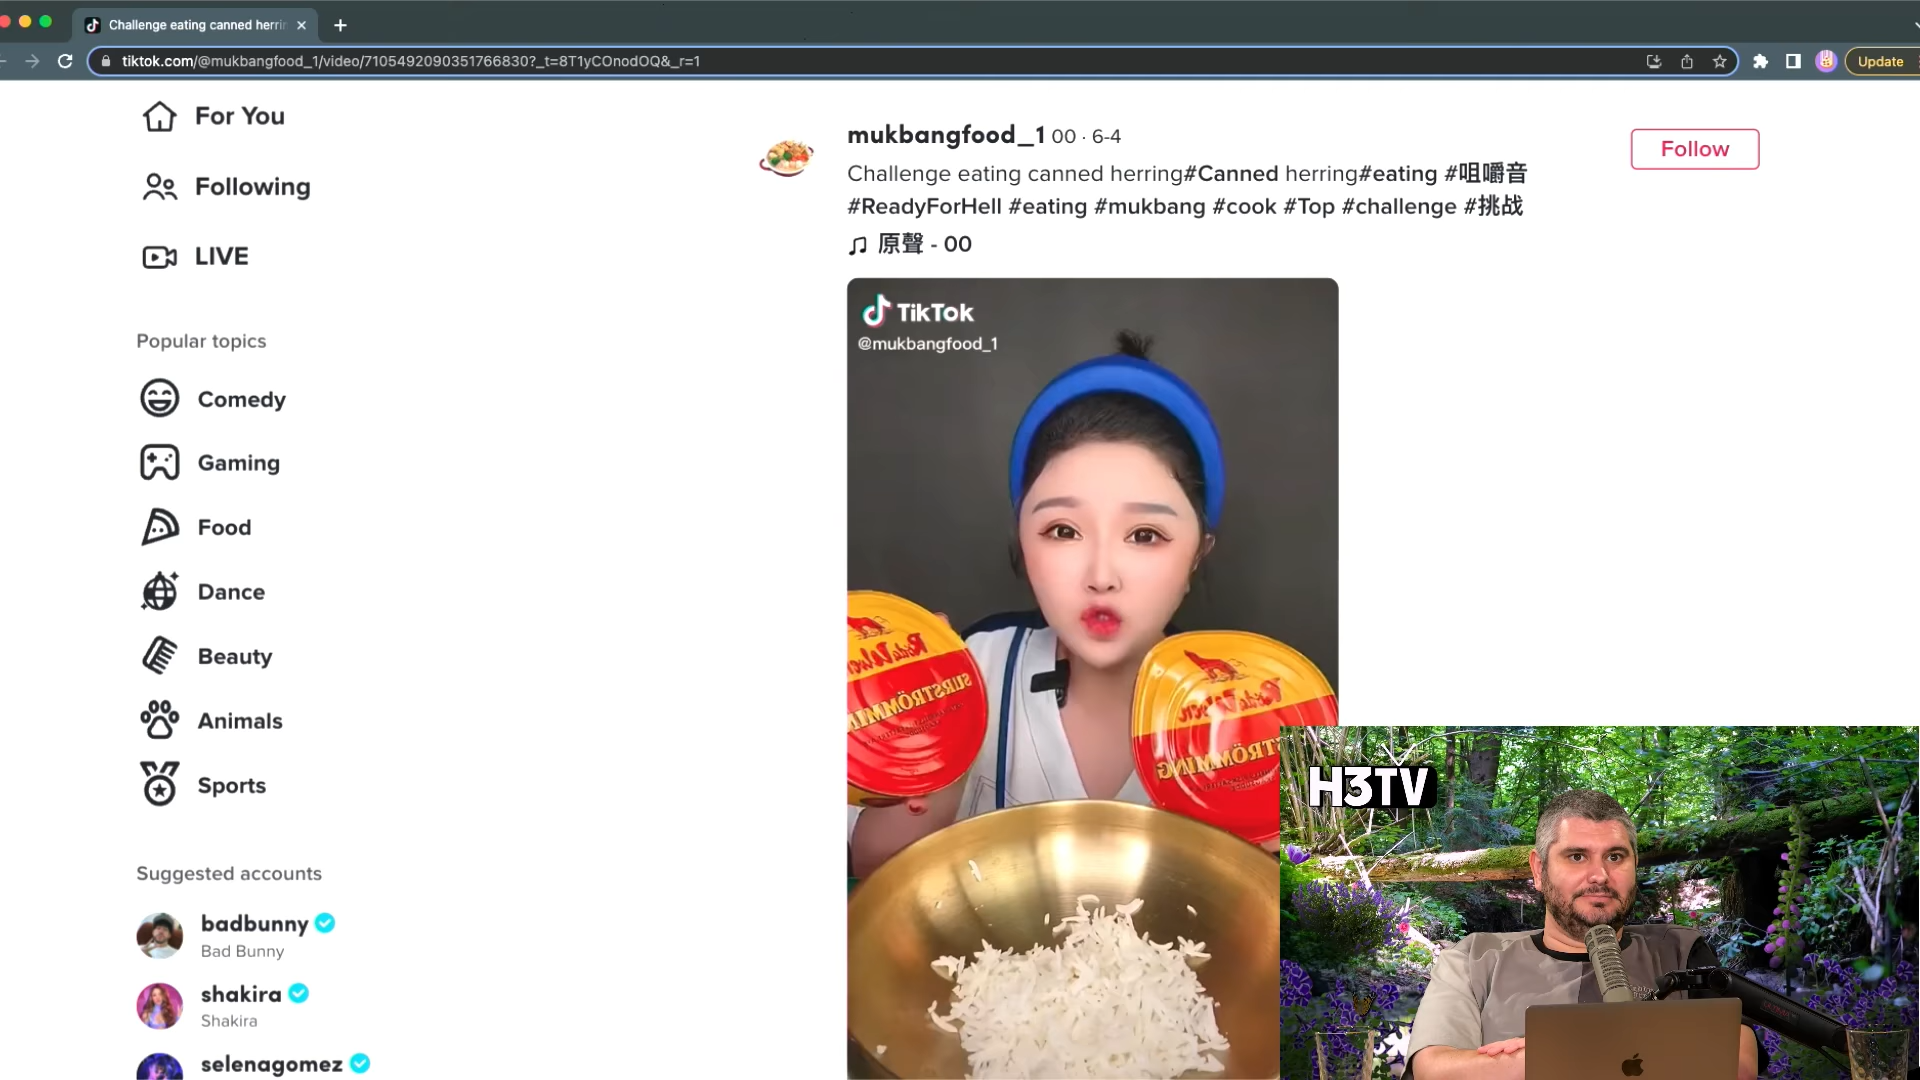 Challenge eating canned herrin
tiktok.com/@mukbangfood_1/video/7105492090351766830?_t=8T1yCOnodOQ&_r=1
Update
For You
Following
LIVE
Popular topics
Comedy
Gaming
Food
Dance
Beauty
Animals
Sports
Suggested accounts
badbunny
Bad Bunny
shakira
Shakira
selenagomez
mukbangfood_1 00 · 6-4
Follow
Challenge eating canned herring#Canned herring#eating #咀嚼音
#ReadyForHell #eating #mukbang #cook #Top #challenge #挑战
原聲 - 00
TikTok
@mukbangfood_1
SURSTRÖMMING
H3TV